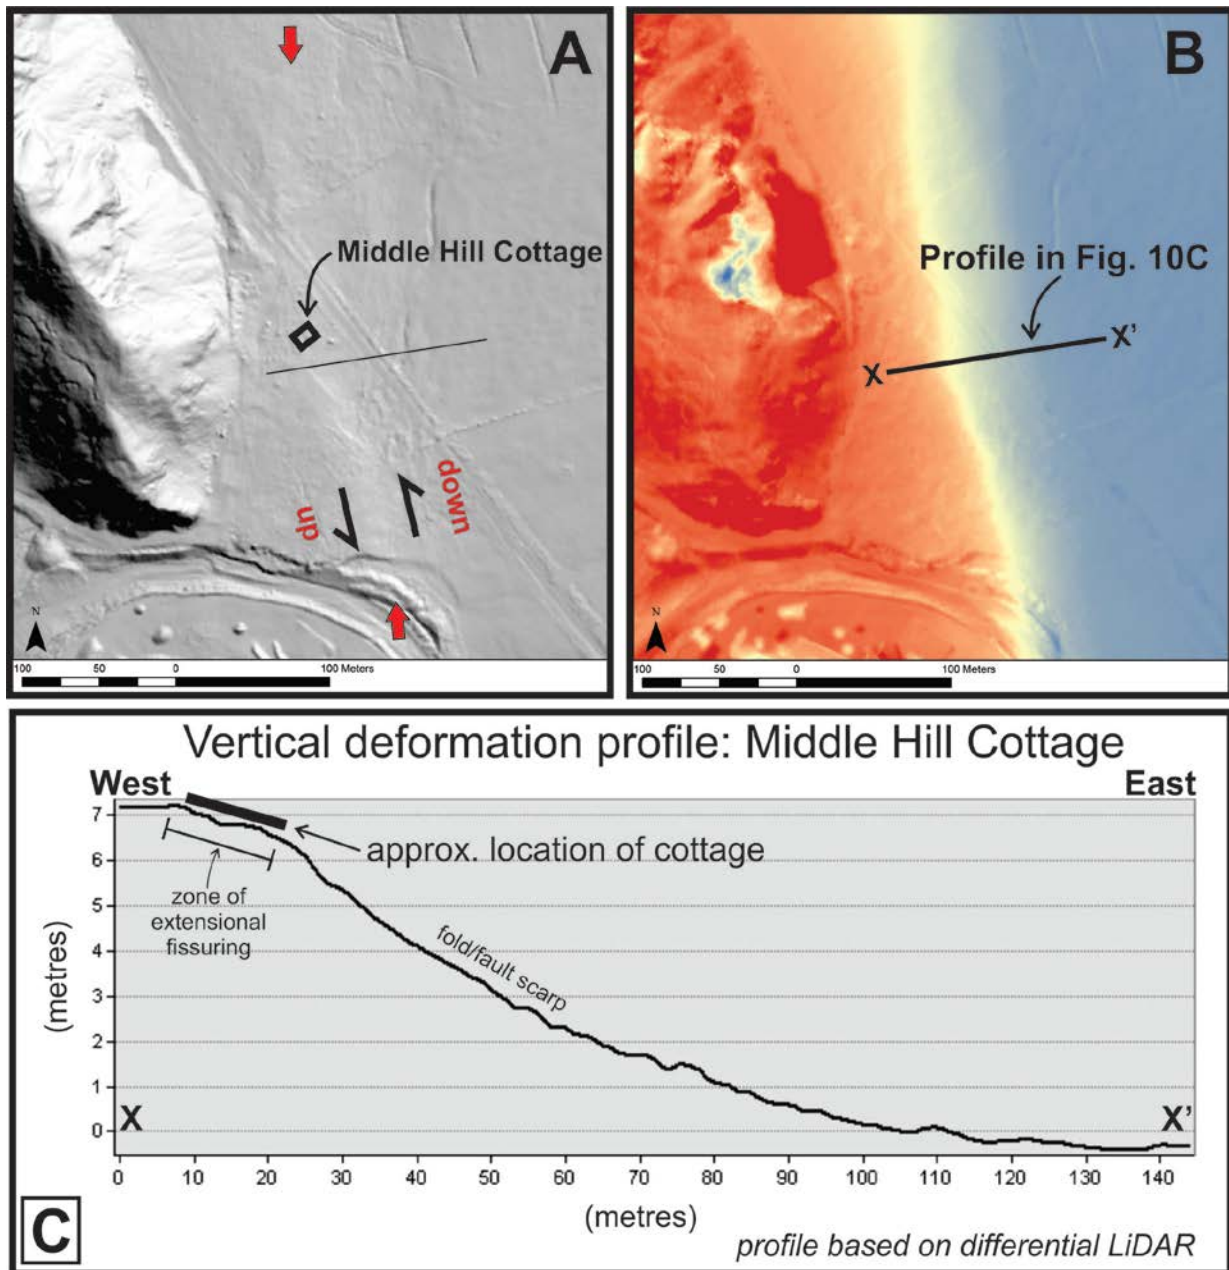 A
Middle Hill Cottage
up
down
N
100 50 0 100 Meters
B
Profile in Fig. 10C
X
X'
N
100 50 0 100 Meters
Vertical deformation profile: Middle Hill Cottage
West
East
7
approx. location of cottage
6
zone of
extensional
fissuring
5
fold/fault scarp
4
3
2
1
0
(metres)
X
X'
0 10 20 30 40 50 60 70 80 90 100 110 120 130 140
(metres)
C
profile based on differential LiDAR